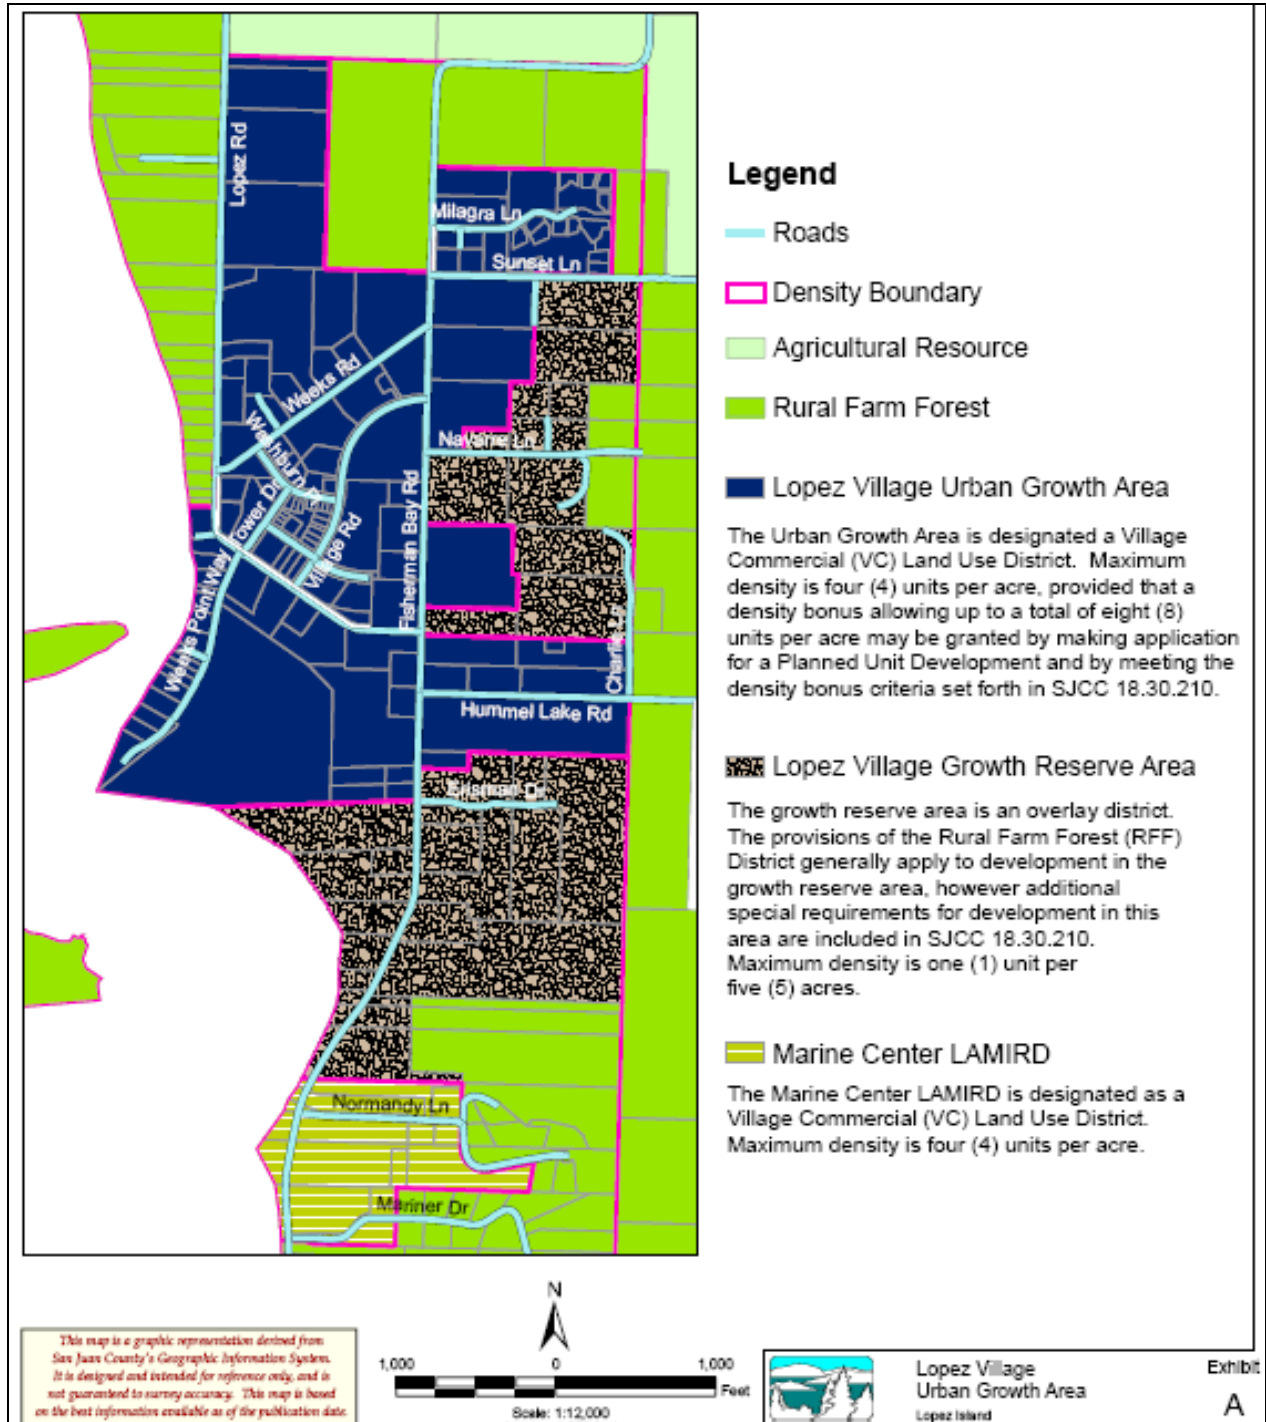 Lopez Rd
Milagra Ln
Sunset Ln
Weeks Rd
Washburn Pl
Navarre Ln
Tower Dr
Village Rd
Fisherman Bay Rd
Weeks Point Way
Charlie Ln
Hummel Lake Rd
Erisman D
Normandy Ln
Mariner Dr
Legend
Roads
Density Boundary
Agricultural Resource
Rural Farm Forest
Lopez Village Urban Growth Area
The Urban Growth Area is designated a Village
Commercial (VC) Land Use District. Maximum
density is four (4) units per acre, provided that a
density bonus allowing up to a total of eight (8)
units per acre may be granted by making application
for a Planned Unit Development and by meeting the
density bonus criteria set forth in SJCC 18.30.210.
Lopez Village Growth Reserve Area
The growth reserve area is an overlay district.
The provisions of the Rural Farm Forest (RFF)
District generally apply to development in the
growth reserve area, however additional
special requirements for development in this
area are included in SJCC 18.30.210.
Maximum density is one (1) unit per
five (5) acres.
Marine Center LAMIRD
The Marine Center LAMIRD is designated as a
Village Commercial (VC) Land Use District.
Maximum density is four (4) units per acre.
N
This map is a graphic representation derived from
San Juan County's Geographic Information System.
It is designed and intended for reference only, and is
not guaranteed to survey accuracy. This map is based
on the best information available as of the publication date.
1,000 0 1,000
Feet
Scale: 1:12,000
Lopez Village
Urban Growth Area
Lopez Island
Exhibit
A